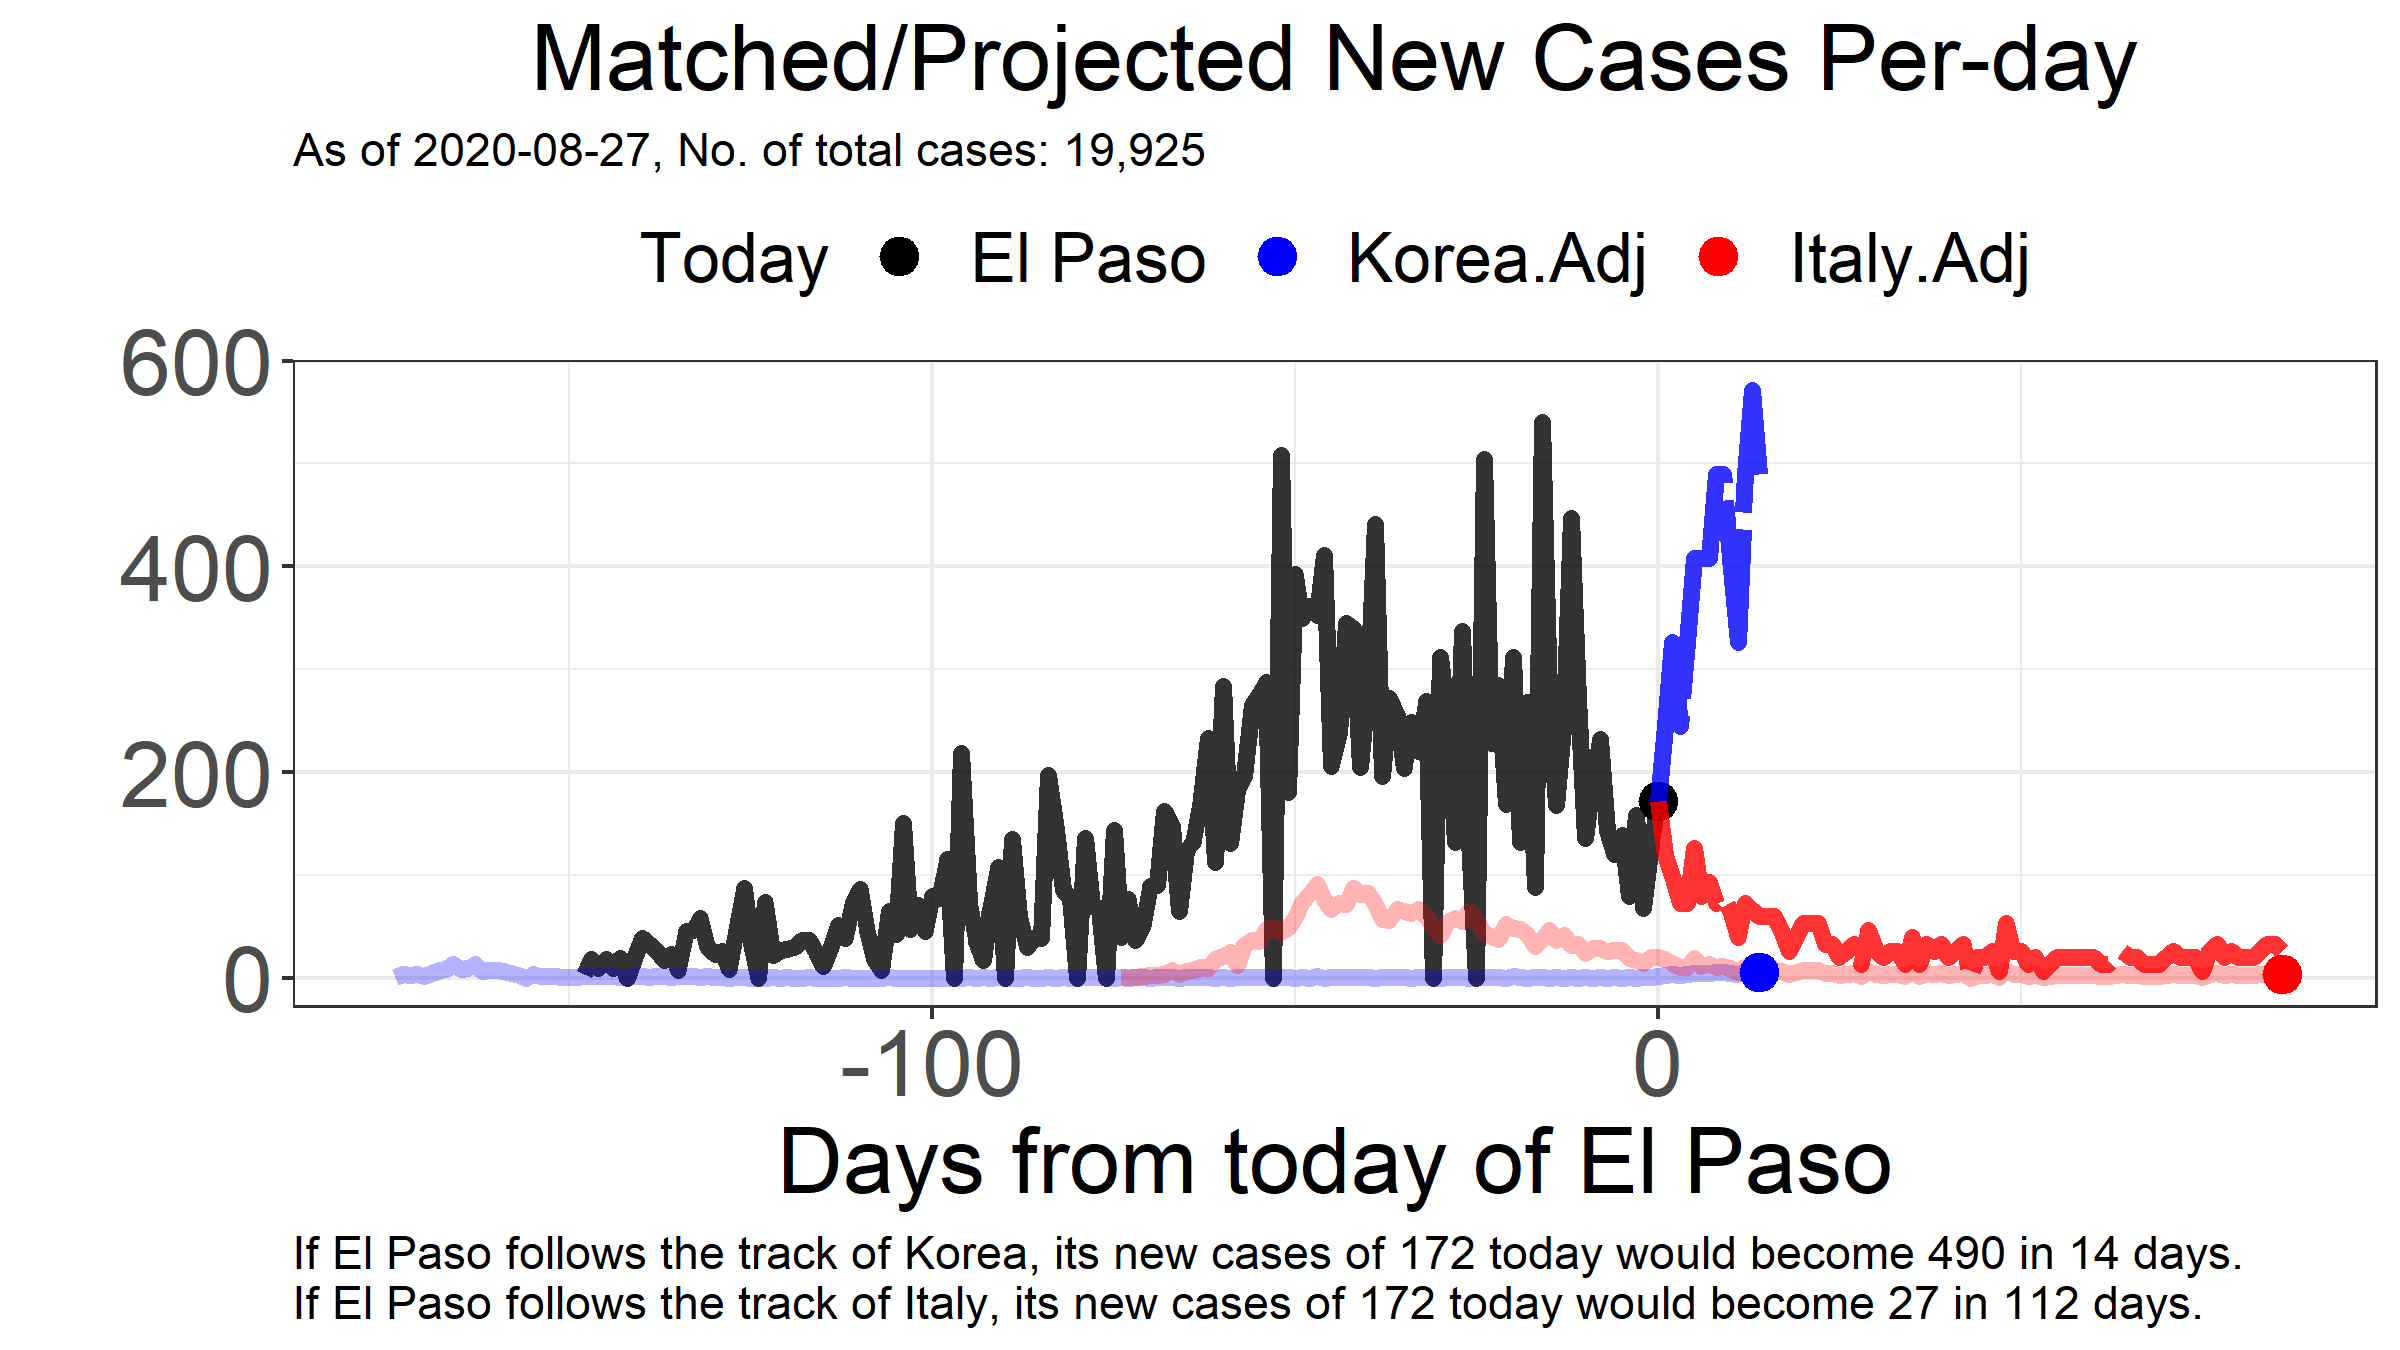 Matched/Projected New Cases Per-day
As of 2020-08-27, No. of total cases: 19,925
Today El Paso Korea.Adj Italy.Adj
600
400
200
0
-100 0
Days from today of El Paso
If El Paso follows the track of Korea, its new cases of 172 today would become 490 in 14 days.
If El Paso follows the track of Italy, its new cases of 172 today would become 27 in 112 days.